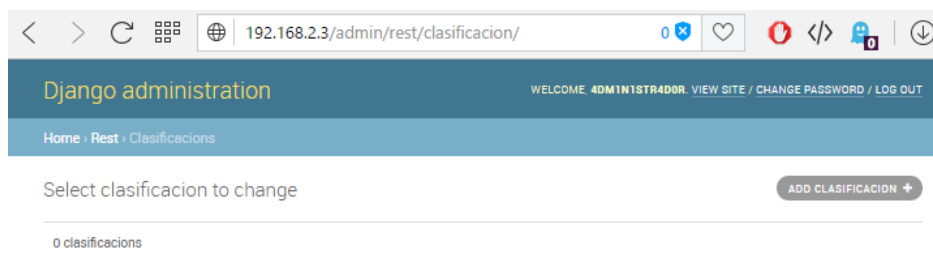 192.168.2.3/admin/rest/clasificacion/ 0
0
Django administration WELCOME, 4DM1N1STR4D0R. VIEW SITE / CHANGE PASSWORD / LOG OUT
Home › Rest › Clasificacions
Select clasificacion to change ADD CLASIFICACION +
0 clasificacions